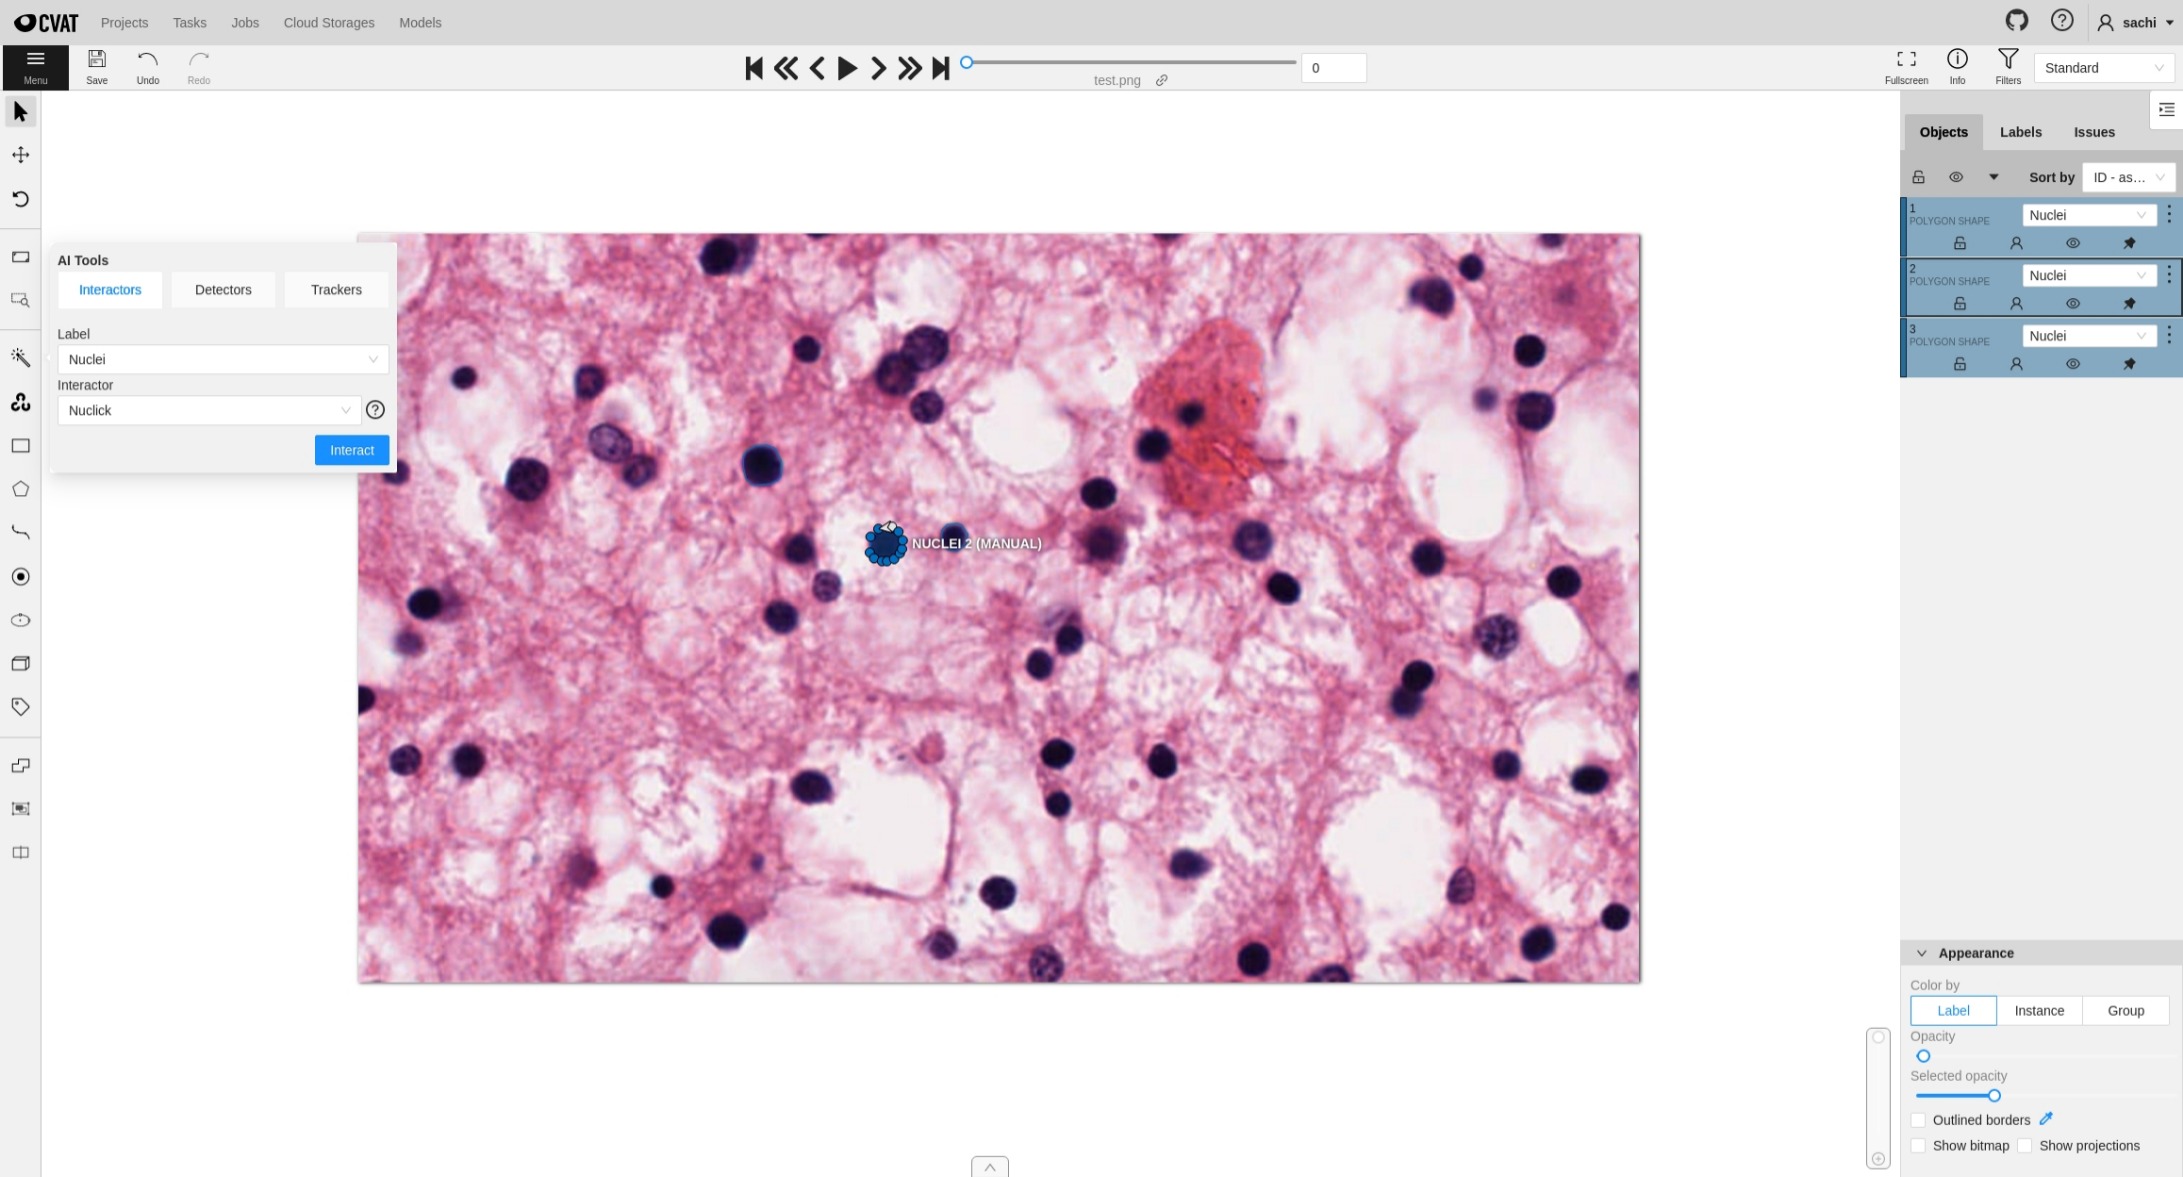 CVAT Projects Tasks Jobs Cloud Storages Models sachi
Menu Save Undo Redo 0 Fullscreen Info Filters Standard
test.png
AI Tools
Interactors Detectors Trackers
Label
Nuclei
Interactor
Nuclick
Interact
NUCLEI 2 (MANUAL)
Objects Labels Issues
Sort by ID - as...
1
POLYGON SHAPE Nuclei
2
POLYGON SHAPE Nuclei
3
POLYGON SHAPE Nuclei
Appearance
Color by
Label Instance Group
Opacity
Selected opacity
Outlined borders
Show bitmap Show projections